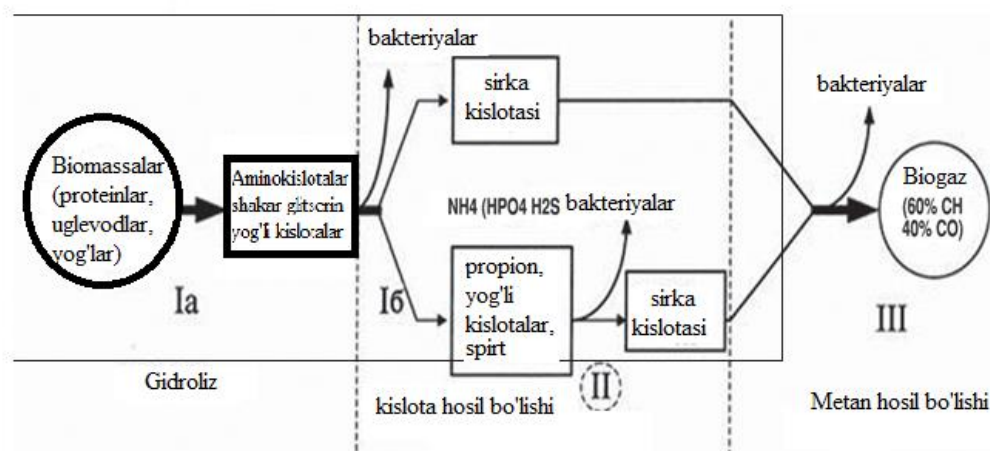 bakteriyalar
sirka
kislotasi
bakteriyalar
Biomassalar
(proteinlar,
uglevodlar,
yog'lar)
Aminokislotalar
shakar glitserin
yog'li kislotalar
NH4 (HPO4 H2S
bakteriyalar
Biogaz
(60% CH
40% CO)
Iа
Iб
propion,
yog'li
kislotalar,
spirt
sirka
kislotasi
III
II
Gidroliz
kislota hosil bo'lishi
Metan hosil bo'lishi